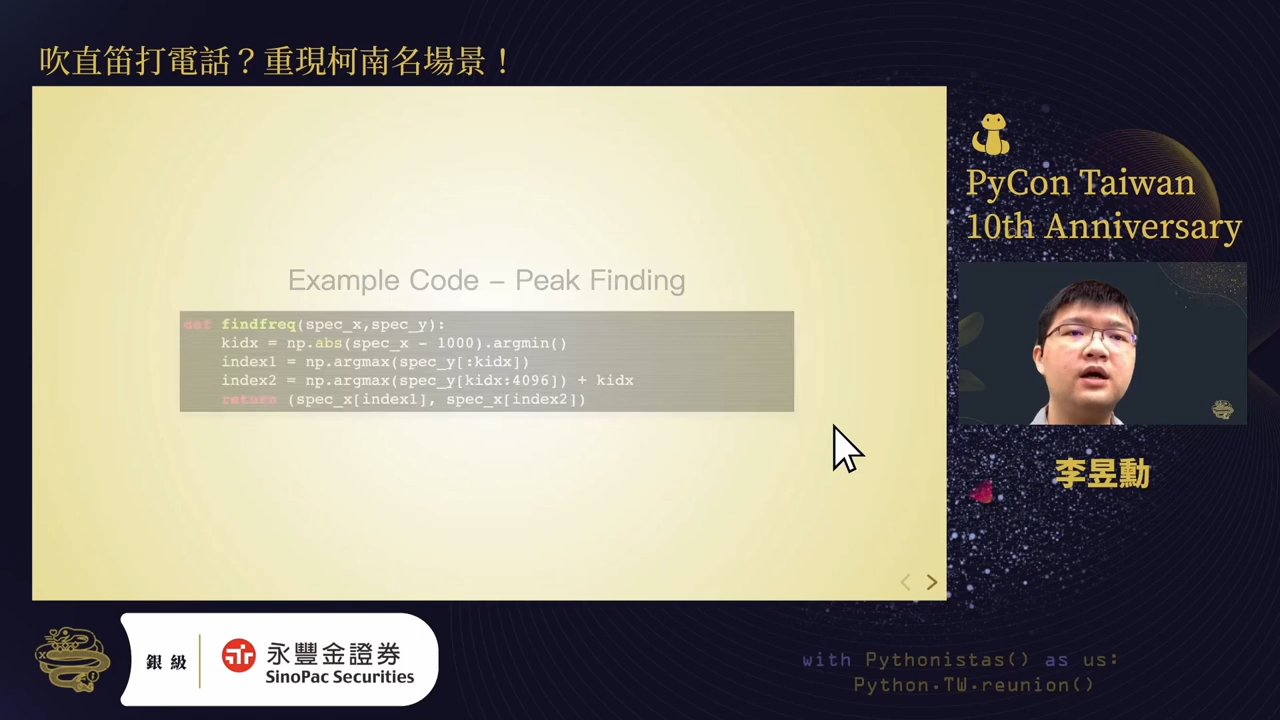 吹直笛打電話？重現柯南名場景！
Example Code – Peak Finding
def findfreq(spec_x,spec_y):
kidx = np.abs(spec_x - 1000).argmin()
index1 = np.argmax(spec_y[:kidx])
index2 = np.argmax(spec_y[kidx:4096]) + kidx
return (spec_x[index1], spec_x[index2])
PyCon Taiwan
10th Anniversary
李昱勳
銀級
永豐金證券
SinoPac Securities
with Pythonistas() as us:
Python.TW.reunion()